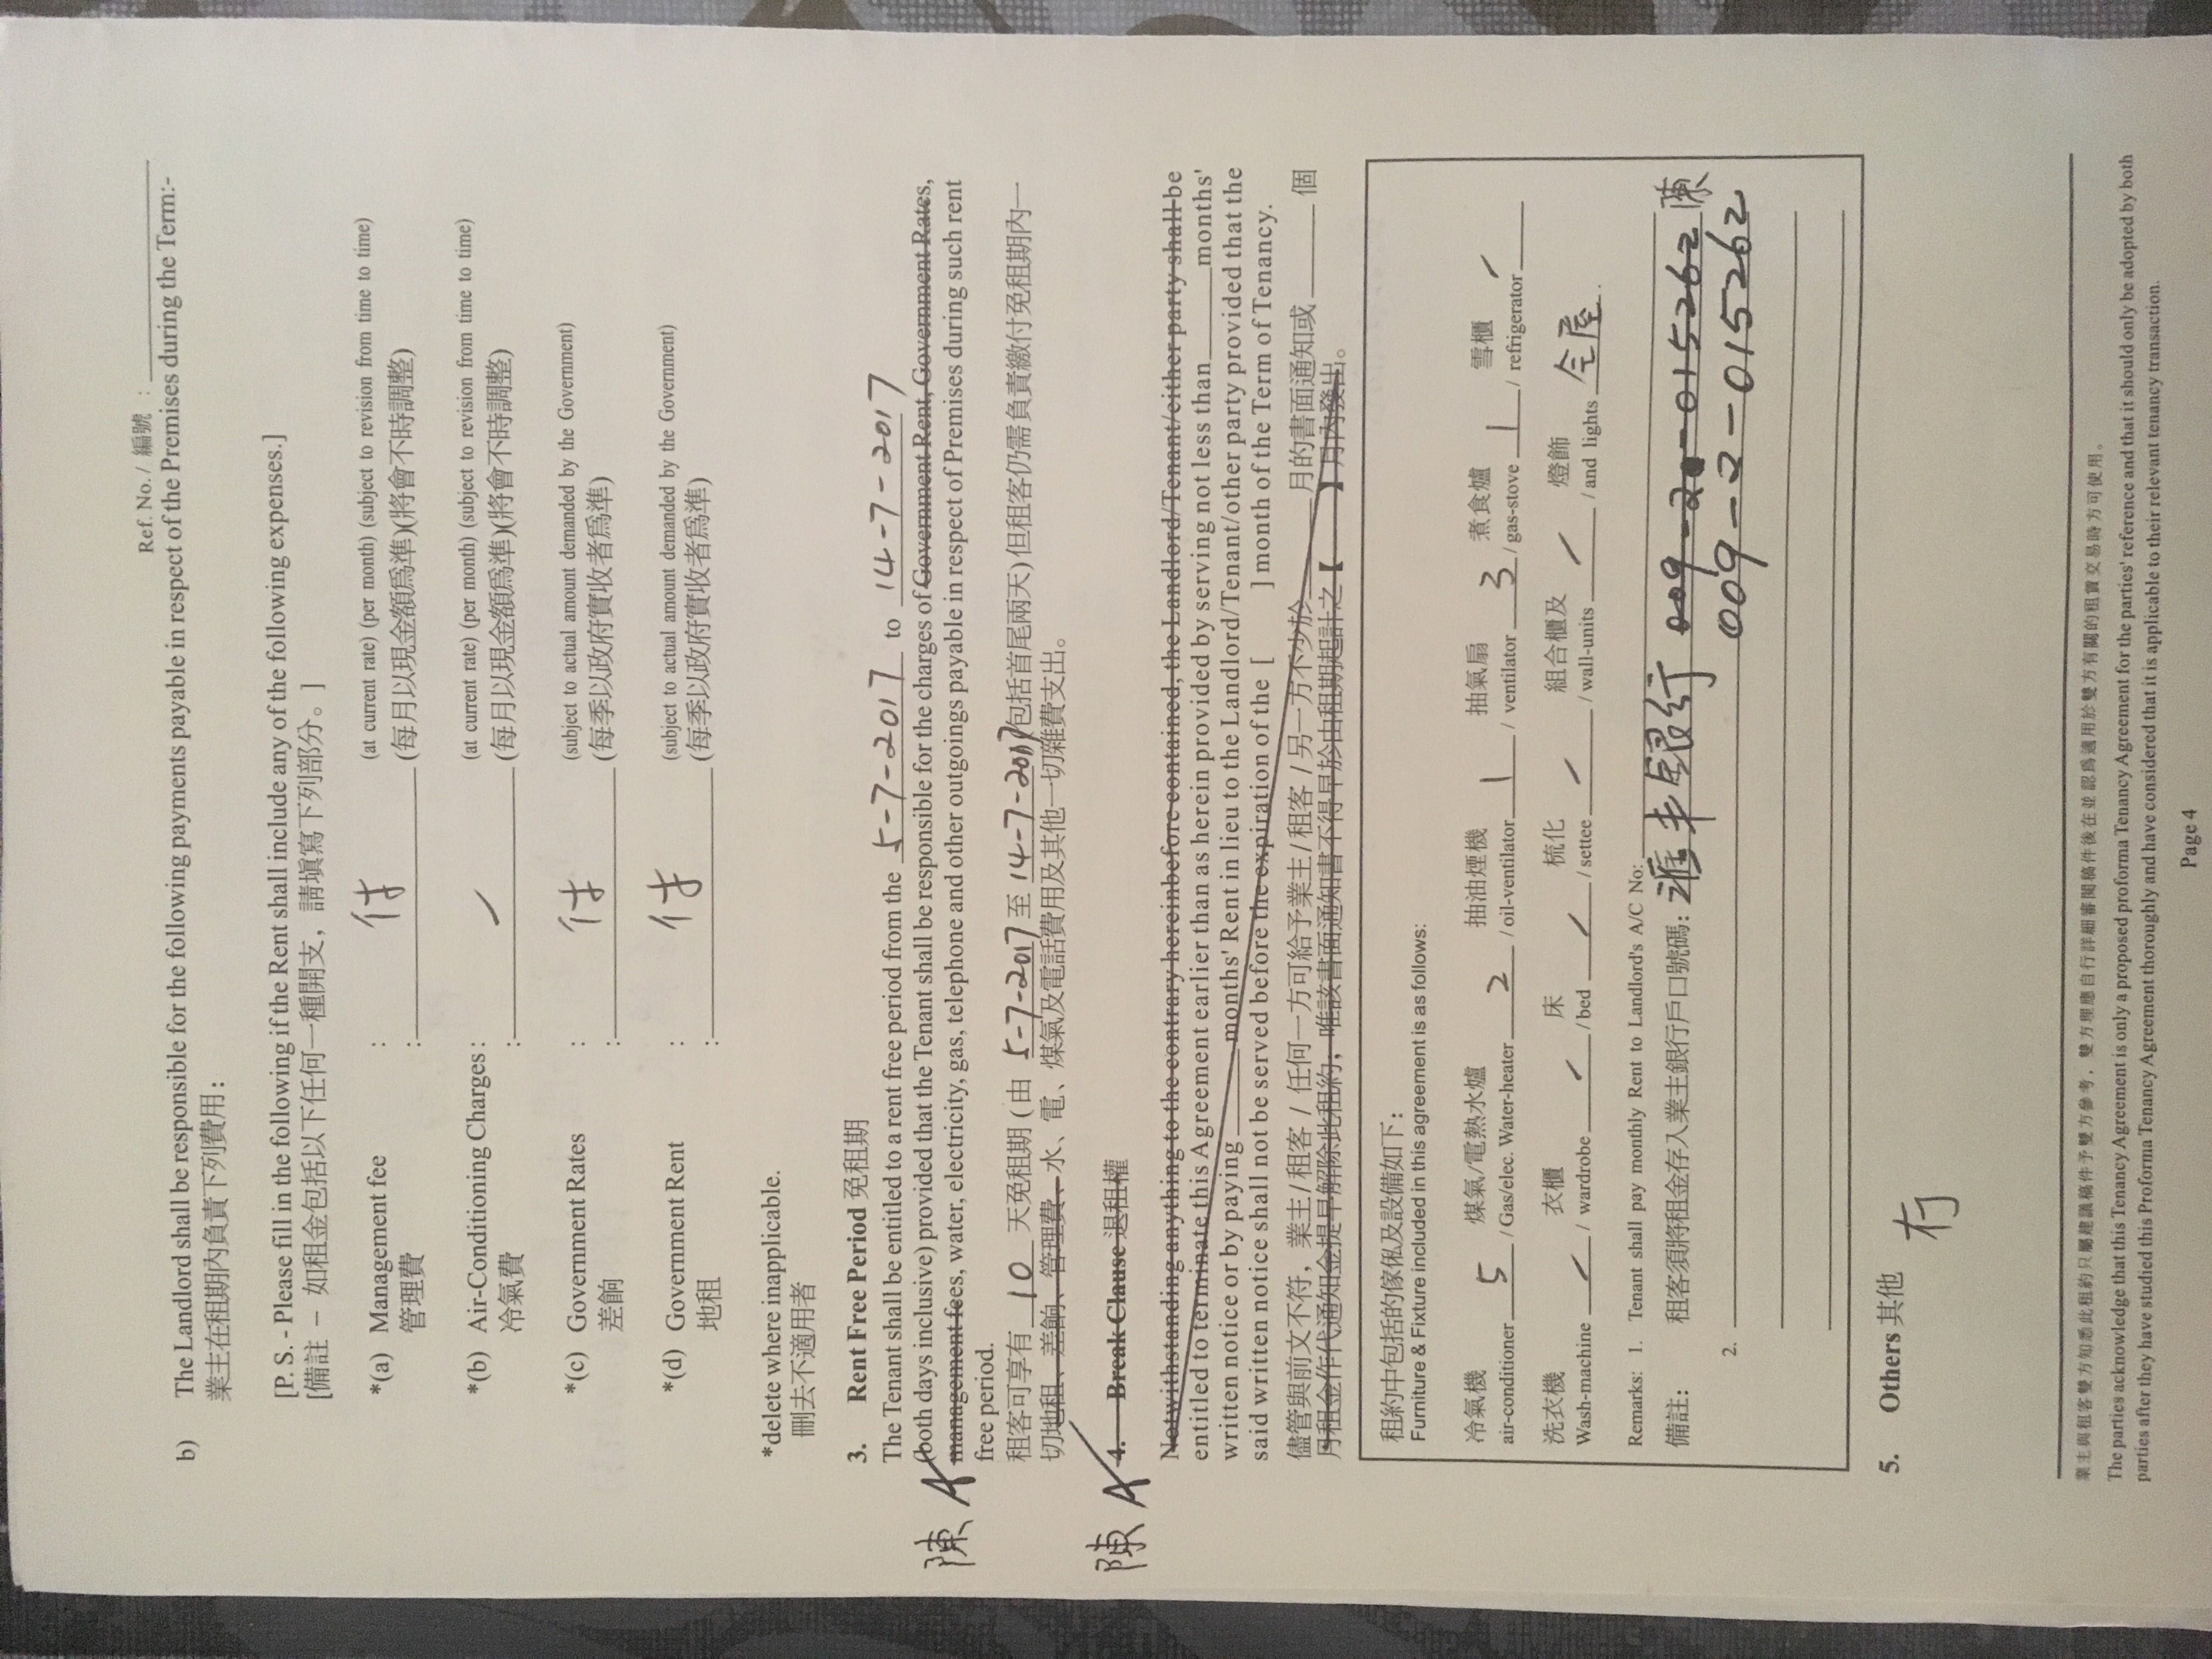 Ref. No. / 編號 :
b) The Landlord shall be responsible for the following payments payable in respect of the Premises during the Term:-
業主在租期內負責下列費用：
[P. S. - Please fill in the following if the Rent shall include any of the following expenses.]
[備註 － 如租金包括以下任何一種開支，請填寫下列部分。]
*(a) Management fee : 付 (at current rate) (per month) (subject to revision from time to time)
管理費 : (每月以現金額爲準)(將會不時調整)
*(b) Air-Conditioning Charges : (at current rate) (per month) (subject to revision from time to time)
冷氣費 : (每月以現金額爲準)(將會不時調整)
*(c) Government Rates : 付 (subject to actual amount demanded by the Government)
差餉 : (每季以政府實收者爲準)
*(d) Government Rent : 付 (subject to actual amount demanded by the Government)
地租 : (每季以政府實收者爲準)
*delete where inapplicable.
刪去不適用者
3. Rent Free Period 免租期
The Tenant shall be entitled to a rent free period from the 5-7-2017 to 14-7-2017
(both days inclusive) provided that the Tenant shall be responsible for the charges of Government Rent, Government Rates,
management fees, water, electricity, gas, telephone and other outgoings payable in respect of Premises during such rent
free period.
租客可享有 10 天免租期 (由 5-7-2017 至 14-7-2017 包括首尾兩天) 但租客仍需負責繳付免租期內一
切地租、差餉、管理費、水、電、煤氣及電話費用及其他一切雜費支出。
陳
陳
4. Break Clause 退租權
Notwithstanding anything to the contrary hereinbefore contained, the Landlord/Tenant/either party shall be
entitled to terminate this Agreement earlier than as herein provided by serving not less than months'
written notice or by paying months' Rent in lieu to the Landlord/Tenant/other party provided that the
said written notice shall not be served before the expiration of the [ ] month of the Term of Tenancy.
儘管與前文不符，業主/租客 / 任何一方可給予業主/租客 / 另一方不少於 月的書面通知或 個
月租金作代通知金提早解除此租約；唯該書面通知書不得早於由租期起計之【 】月內發出。
租約中包括的傢俬及設備如下：
Furniture & Fixture included in this agreement is as follows:
冷氣機 煤氣/電熱水爐 抽油煙機 抽氣扇 煮食爐 雪櫃
air-conditioner 5 / Gas/elec. Water-heater 2 / oil-ventilator 1 / ventilator 3 / gas-stove 1 / refrigerator
洗衣機 衣櫃 床 梳化 組合櫃及 燈飾
Wash-machine / wardrobe / bed / settee / wall-units / and lights 全屋
Remarks: 1. Tenant shall pay monthly Rent to Landlord's A/C No:
備註: 租客須將租金存入業主銀行戶口號碼: 滙丰銀行 009-2-015262 陳
009-2-015262
2.
5. Others 其他
冇
業主與租客雙方知悉此租約只屬建議稿件予雙方參考，雙方理應自行詳細審閱稿件後在並認爲適用於雙方有關的租賃交易時方可使用。
The parties acknowledge that this Tenancy Agreement is only a proposed proforma Tenancy Agreement for the parties' reference and that it should only be adopted by both
parties after they have studied this Proforma Tenancy Agreement thoroughly and have considered that it is applicable to their relevant tenancy transaction.
Page 4